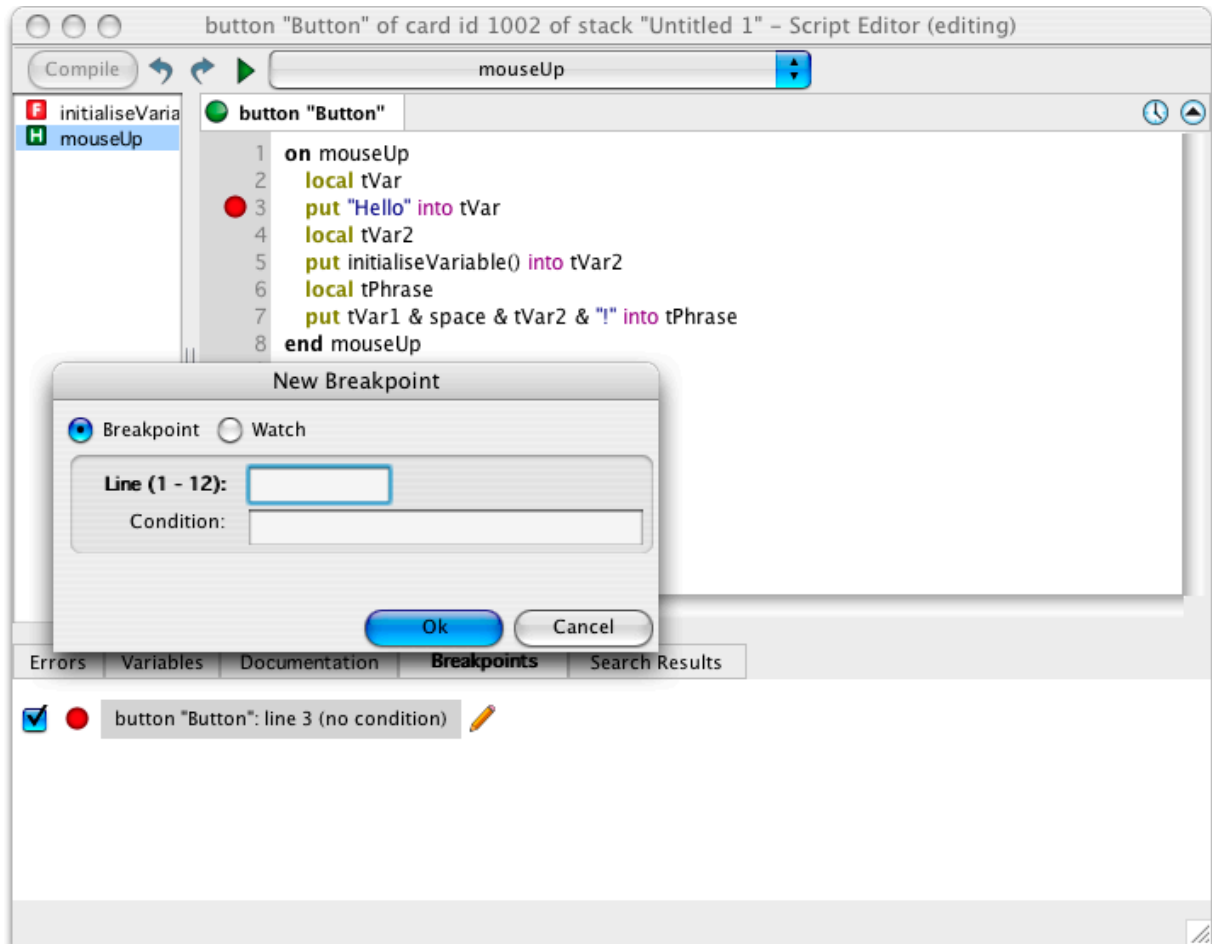 button "Button" of card id 1002 of stack "Untitled 1" – Script Editor (editing)
Compile
mouseUp
F initialiseVaria
H mouseUp
button "Button"
1 on mouseUp
2 local tVar
3 put "Hello" into tVar
4 local tVar2
5 put initialiseVariable() into tVar2
6 local tPhrase
7 put tVar1 & space & tVar2 & "!" into tPhrase
8 end mouseUp
New Breakpoint
Breakpoint Watch
Line (1 - 12):
Condition:
Ok Cancel
Errors Variables Documentation Breakpoints Search Results
button "Button": line 3 (no condition)